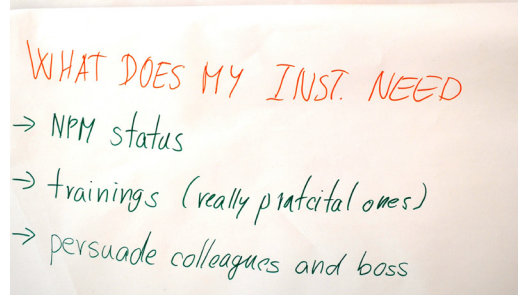 WHAT DOES MY INST. NEED
→ NPM status
→ trainings (really pratcital ones)
→ persuade colleagues and boss